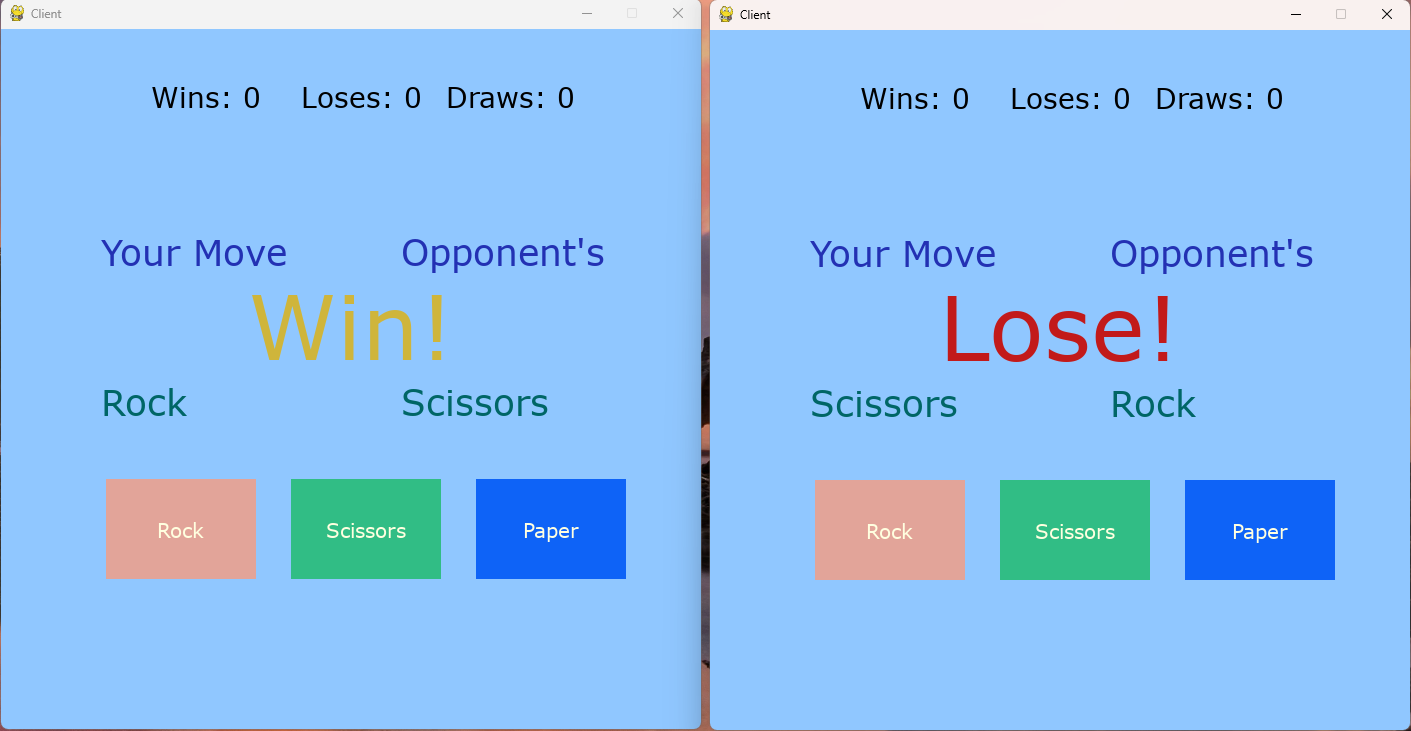 Client
Wins: 0 Loses: 0 Draws: 0
Your Move Opponent's
Win!
Rock Scissors
Rock Scissors Paper
Client
Wins: 0 Loses: 0 Draws: 0
Your Move Opponent's
Lose!
Scissors Rock
Rock Scissors Paper